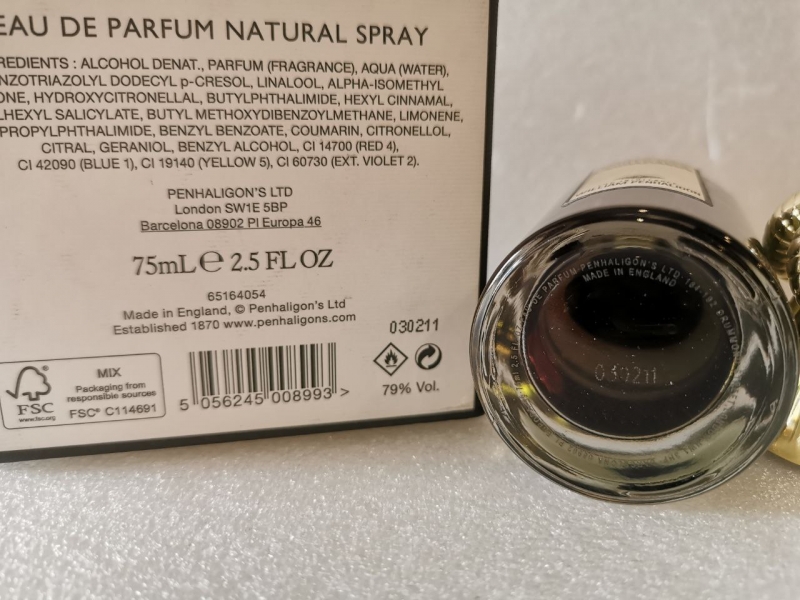 EAU DE PARFUM NATURAL SPRAY
REDIENTS : ALCOHOL DENAT., PARFUM (FRAGRANCE), AQUA (WATER),
NZOTRIAZOLYL DODECYL p-CRESOL, LINALOOL, ALPHA-ISOMETHYL
ONE, HYDROXYCITRONELLAL, BUTYLPHTHALIMIDE, HEXYL CINNAMAL,
LHEXYL SALICYLATE, BUTYL METHOXYDIBENZOYLMETHANE, LIMONENE,
PROPYLPHTHALIMIDE, BENZYL BENZOATE, COUMARIN, CITRONELLOL,
CITRAL, GERANIOL, BENZYL ALCOHOL, CI 14700 (RED 4),
CI 42090 (BLUE 1), CI 19140 (YELLOW 5), CI 60730 (EXT. VIOLET 2).
PENHALIGON'S LTD
London SW1E 5BP
Barcelona 08902 Pl Europa 46
75mL℮ 2.5 FL OZ
65164054
Made in England, © Penhaligon's Ltd
Established 1870 www.penhaligons.com
030211
79% Vol.
FSC
www.fsc.org
MIX
Packaging from
responsible sources
FSC® C114691
5 056245 008993 >
EAU DE PARFUM PENHALIGON'S LTD
MADE IN ENGLAND
030211